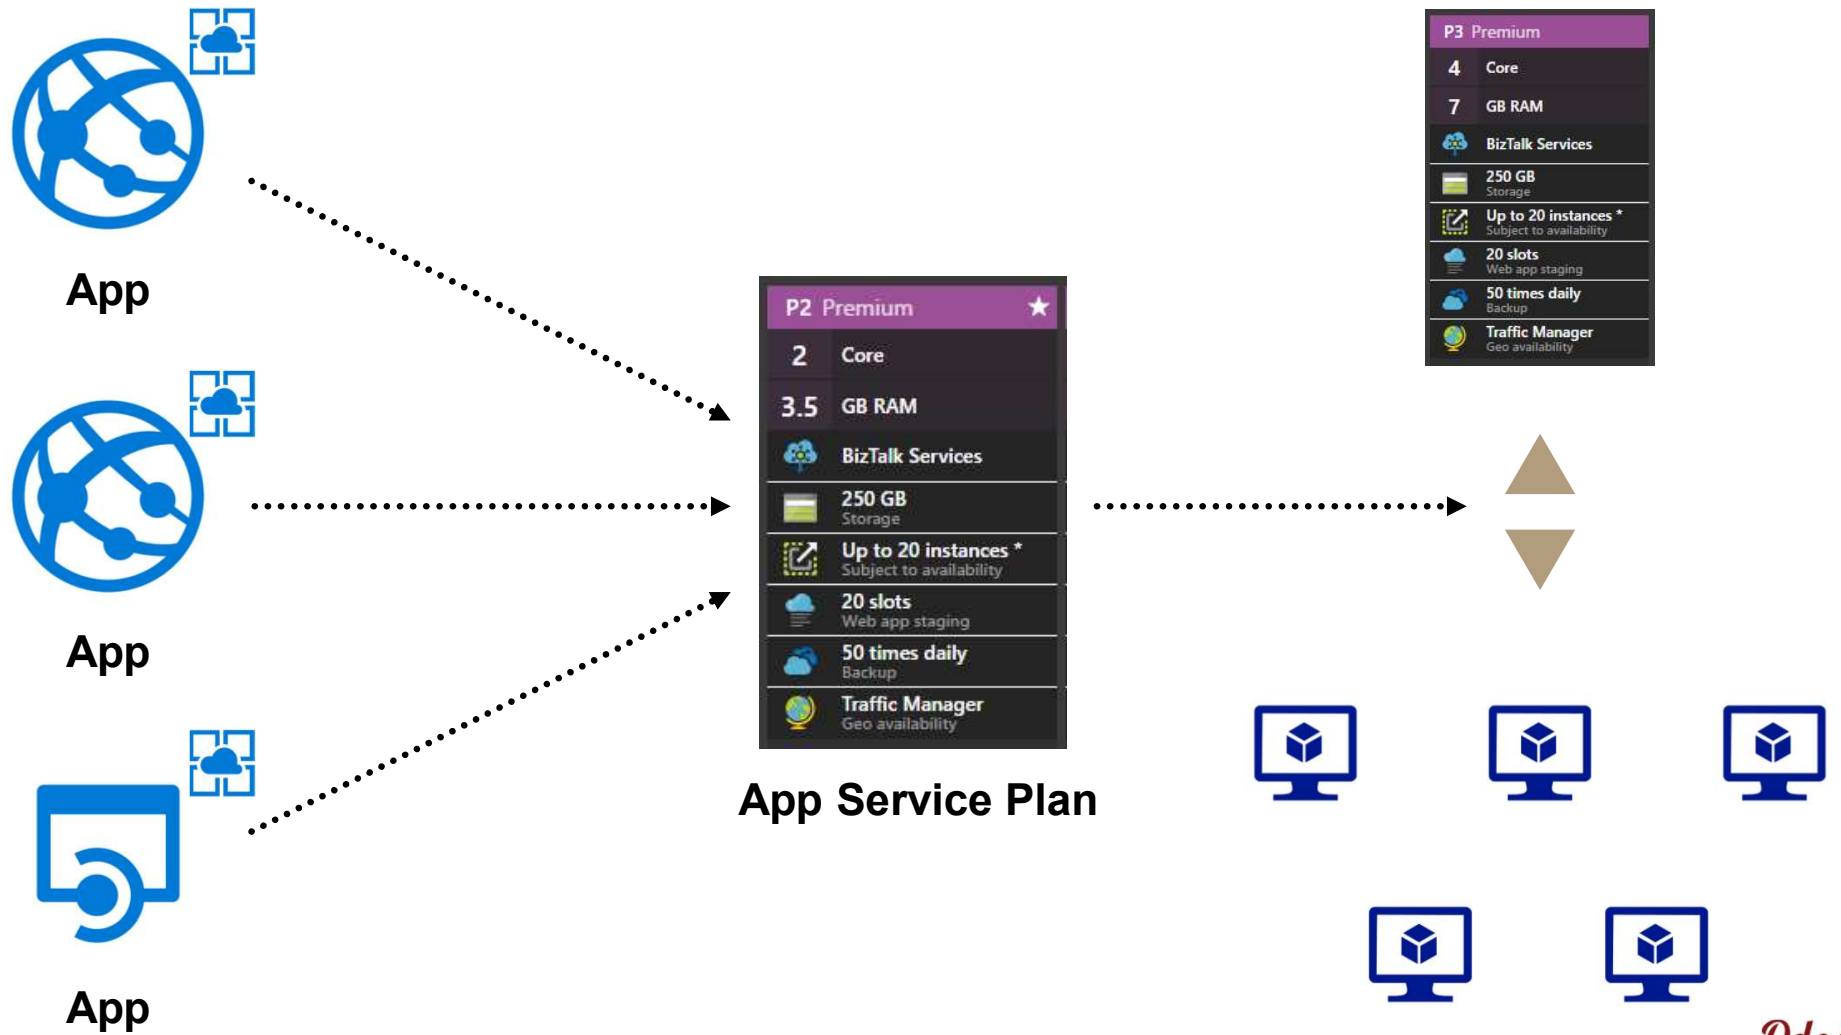 App
App
App
P2 Premium
2 Core
3.5 GB RAM
BizTalk Services
250 GB
Storage
Up to 20 instances *
Subject to availability
20 slots
Web app staging
50 times daily
Backup
Traffic Manager
Geo availability
App Service Plan
P3 Premium
4 Core
7 GB RAM
BizTalk Services
250 GB
Storage
Up to 20 instances *
Subject to availability
20 slots
Web app staging
50 times daily
Backup
Traffic Manager
Geo availability